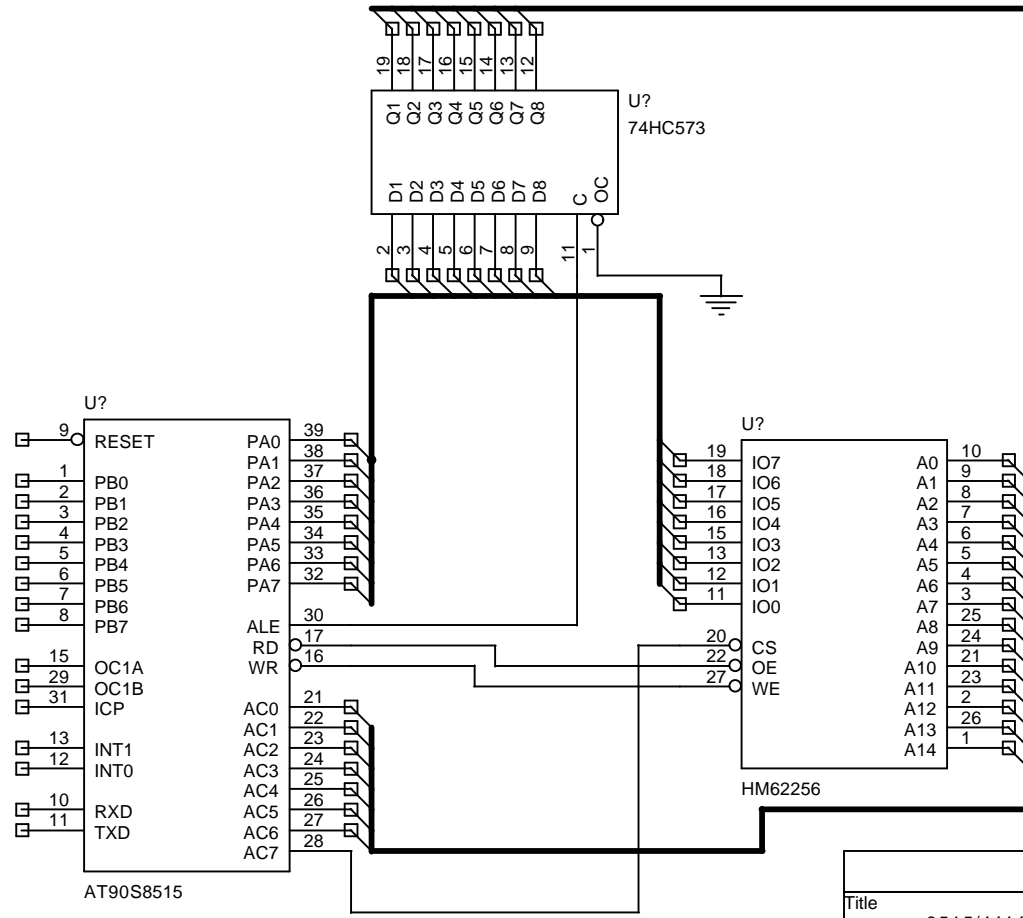 19 18 17 16 15 14 13 12
Q1 Q2 Q3 Q4 Q5 Q6 Q7 Q8
U?
74HC573
D1 D2 D3 D4 D5 D6 D7 D8 C OC
2 3 4 5 6 7 8 9 11 1
U?
9 RESET
1 PB0
2 PB1
3 PB2
4 PB3
5 PB4
6 PB5
7 PB6
8 PB7
15 OC1A
29 OC1B
31 ICP
13 INT1
12 INT0
10 RXD
11 TXD
PA0 39
PA1 38
PA2 37
PA3 36
PA4 35
PA5 34
PA6 33
PA7 32
ALE 30
RD 17
WR 16
AC0 21
AC1 22
AC2 23
AC3 24
AC4 25
AC5 26
AC6 27
AC7 28
AT90S8515
U?
19 IO7
18 IO6
17 IO5
16 IO4
15 IO3
13 IO2
12 IO1
11 IO0
20 CS
22 OE
27 WE
A0 10
A1 9
A2 8
A3 7
A4 6
A5 5
A6 4
A7 3
A8 25
A9 24
A10 21
A11 23
A12 2
A13 26
A14 1
HM62256
Title